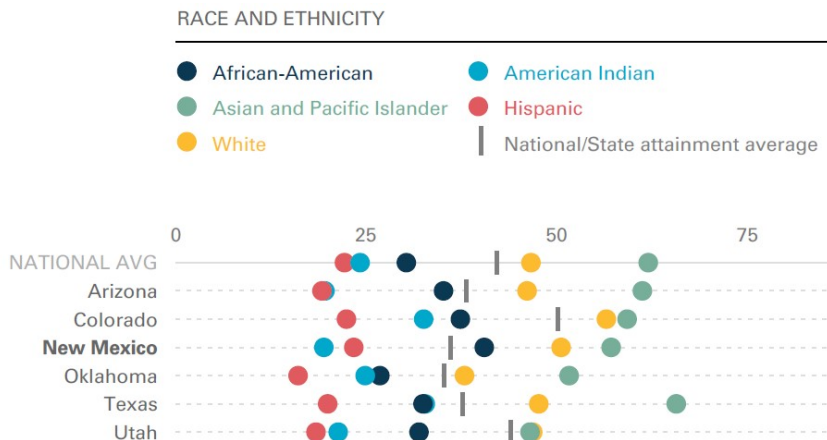 RACE AND ETHNICITY
African-American American Indian
Asian and Pacific Islander Hispanic
White National/State attainment average
0 25 50 75
NATIONAL AVG
Arizona
Colorado
New Mexico
Oklahoma
Texas
Utah